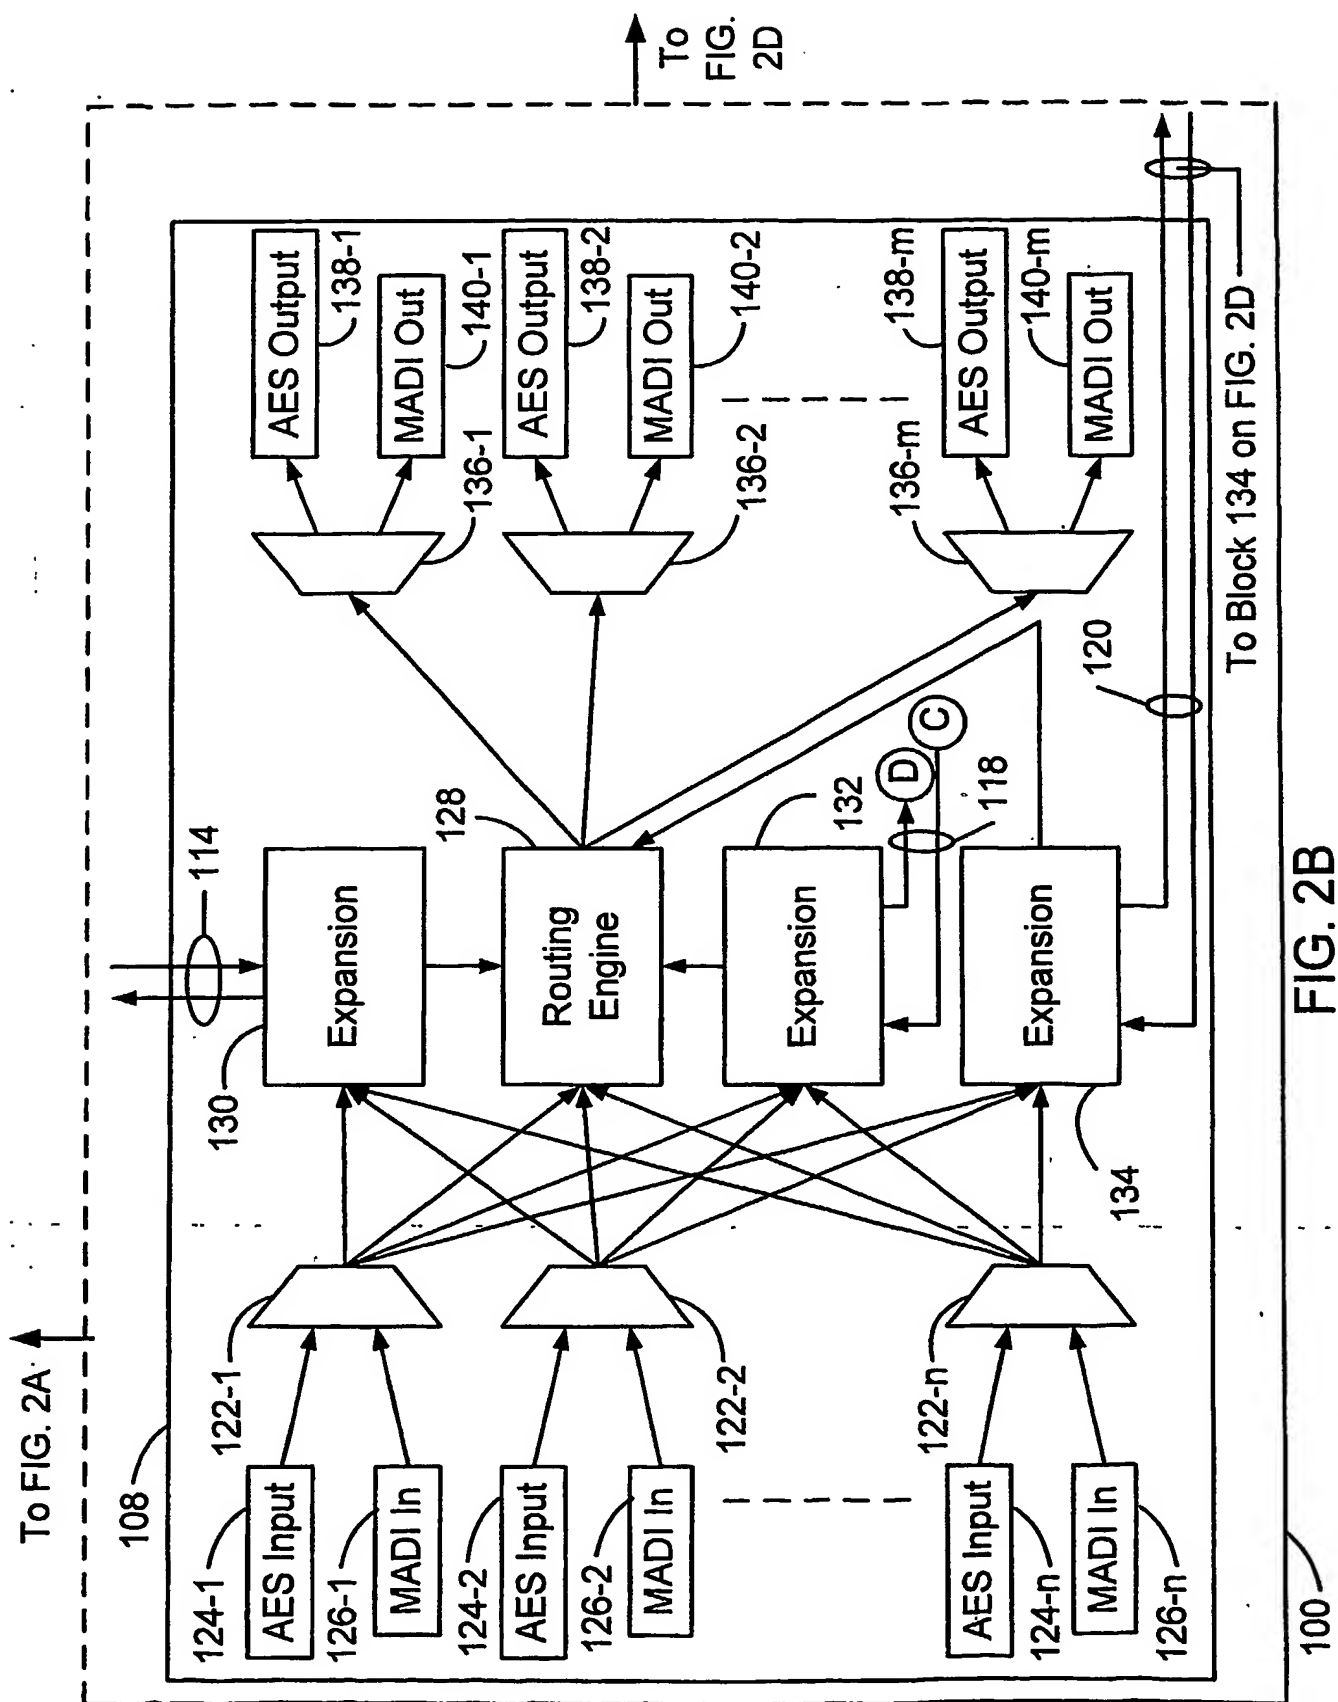 To FIG. 2A
108
100
To
FIG.
2D
124-1
AES Input
126-1
MADI In
122-1
124-2
AES Input
126-2
MADI In
122-2
AES Input
124-n
MADI In
126-n
122-n
114
130
Expansion
128
Routing
Engine
132
Expansion
D
C
118
Expansion
134
120
136-1
AES Output
138-1
MADI Out
140-1
136-2
AES Output
138-2
MADI Out
140-2
136-m
138-m
AES Output
140-m
MADI Out
To Block 134 on FIG. 2D
FIG. 2B